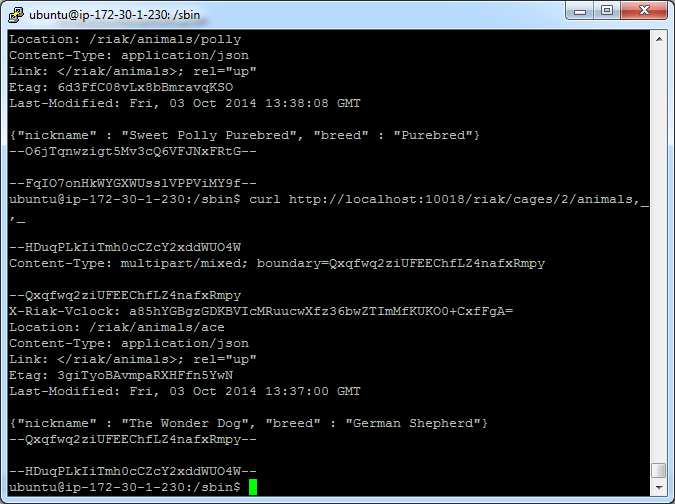 ubuntu@ip-172-30-1-230: /sbin
Location: /riak/animals/polly
Content-Type: application/json
Link: </riak/animals>; rel="up"
Etag: 6d3FfC08vLx8bBmravqKSO
Last-Modified: Fri, 03 Oct 2014 13:38:08 GMT
{"nickname" : "Sweet Polly Purebred", "breed" : "Purebred"}
--O6jTqnwzigt5Mv3cQ6VFJNxFRtG--
--FqIO7onHkWYGXWUsslVPPViMY9f--
ubuntu@ip-172-30-1-230:/sbin$ curl http://localhost:10018/riak/cages/2/animals,_
,_
--HDuqPLkIiTmh0cCZcY2xddWUO4W
Content-Type: multipart/mixed; boundary=Qxqfwq2ziUFEEChfLZ4nafxRmpy
--Qxqfwq2ziUFEEChfLZ4nafxRmpy
X-Riak-Vclock: a85hYGBgzGDKBVIcMRuucwXfz36bwZTImMfKUKO0+CxfFgA=
Location: /riak/animals/ace
Content-Type: application/json
Link: </riak/animals>; rel="up"
Etag: 3giTyoBAvmpaRXHFfn5YwN
Last-Modified: Fri, 03 Oct 2014 13:37:00 GMT
{"nickname" : "The Wonder Dog", "breed" : "German Shepherd"}
--Qxqfwq2ziUFEEChfLZ4nafxRmpy--
--HDuqPLkIiTmh0cCZcY2xddWUO4W--
ubuntu@ip-172-30-1-230:/sbin$